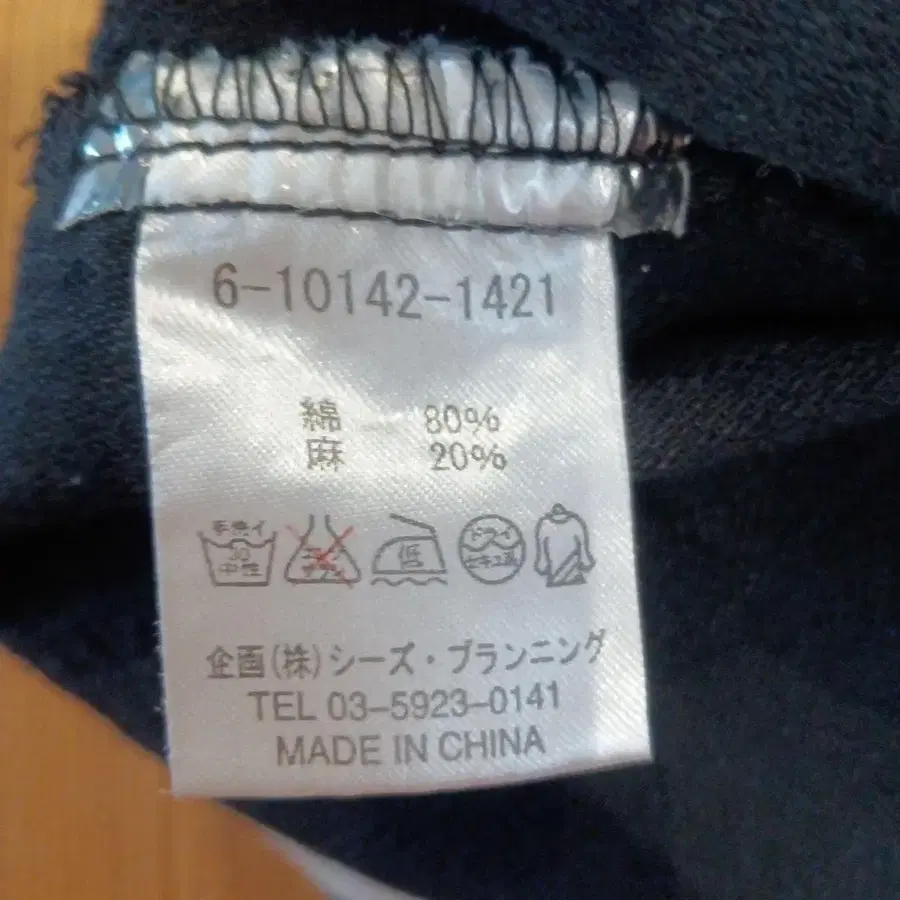 6-10142-1421
綿 80%
麻 20%
手洗イ 30 中性 低 ドライ セキユ系
企画(株)シーズ・プランニング
TEL 03-5923-0141
MADE IN CHINA